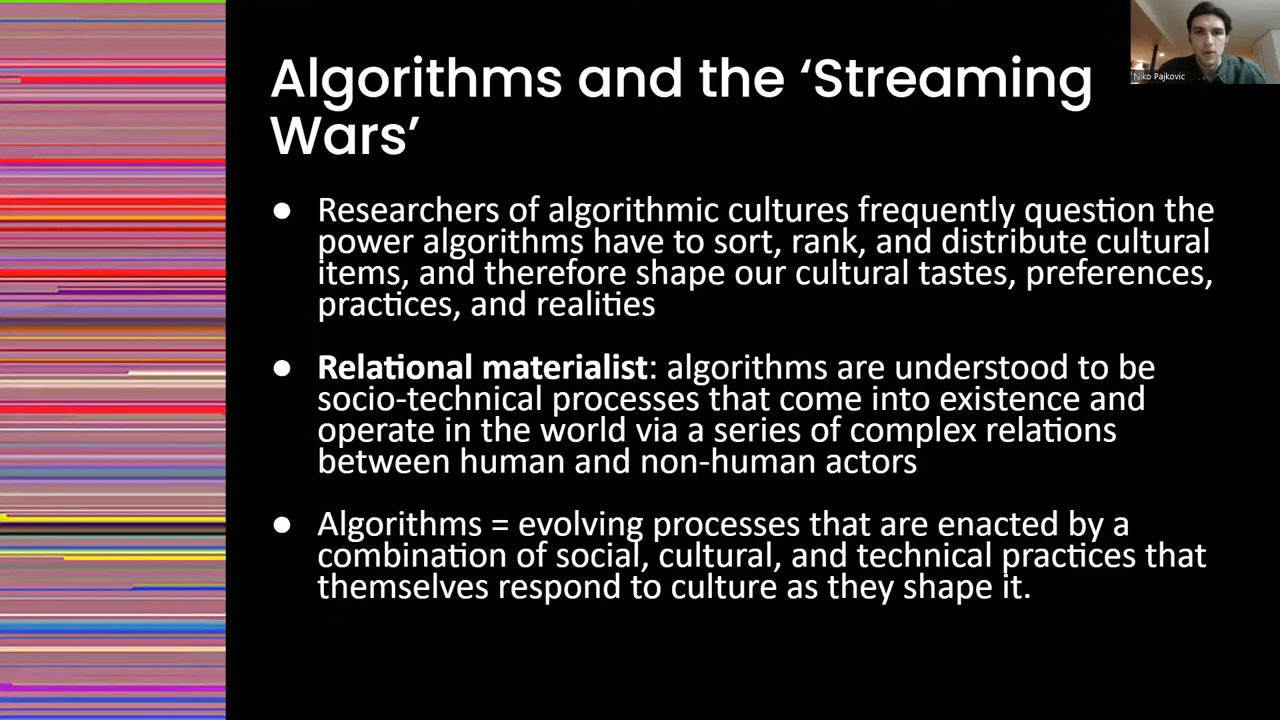 Algorithms and the ‘Streaming
Wars’
Niko Pajkovic
● Researchers of algorithmic cultures frequently question the
power algorithms have to sort, rank, and distribute cultural
items, and therefore shape our cultural tastes, preferences,
practices, and realities
● Relational materialist: algorithms are understood to be
socio-technical processes that come into existence and
operate in the world via a series of complex relations
between human and non-human actors
● Algorithms = evolving processes that are enacted by a
combination of social, cultural, and technical practices that
themselves respond to culture as they shape it.